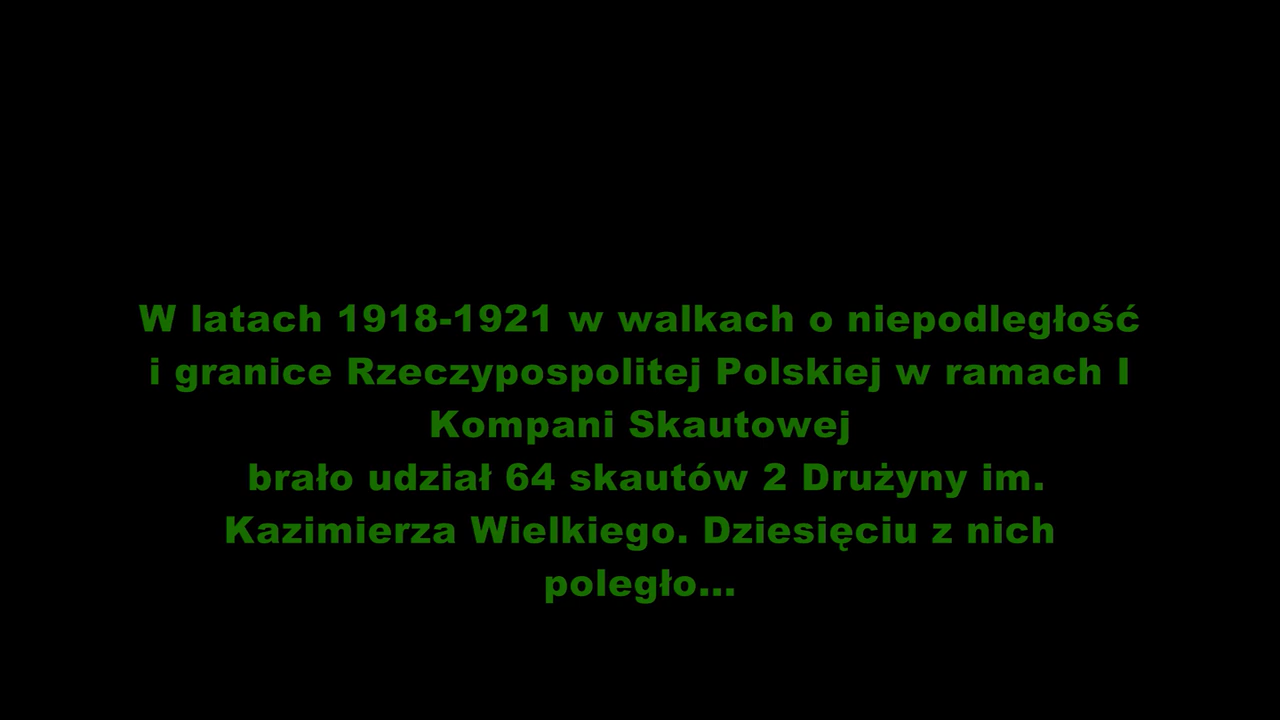 W latach 1918-1921 w walkach o niepodległość
i granice Rzeczypospolitej Polskiej w ramach I
Kompani Skautowej
brało udział 64 skautów 2 Drużyny im.
Kazimierza Wielkiego. Dziesięciu z nich
poległo...